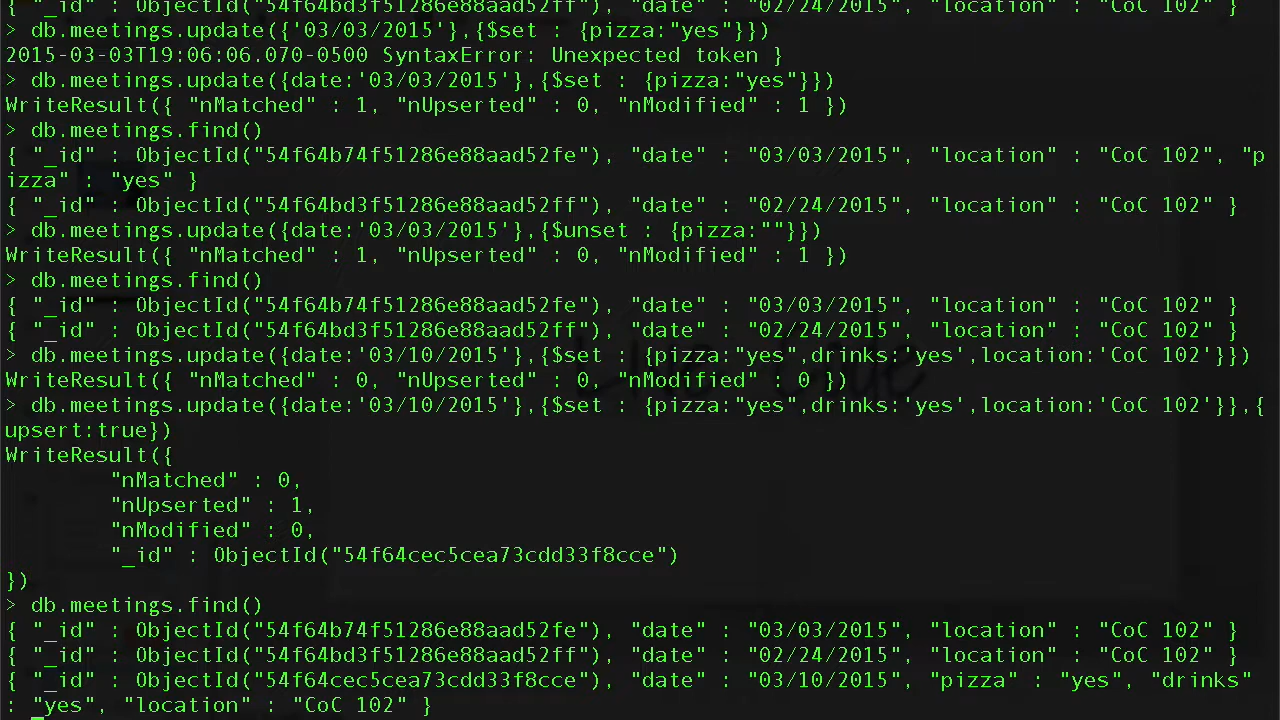 { "_id" : ObjectId("54f64bd3f51286e88aad52ff"), "date" : "02/24/2015", "location" : "CoC 102" }
> db.meetings.update({'03/03/2015'},{$set : {pizza:"yes"}})
2015-03-03T19:06:06.070-0500 SyntaxError: Unexpected token }
> db.meetings.update({date:'03/03/2015'},{$set : {pizza:"yes"}})
WriteResult({ "nMatched" : 1, "nUpserted" : 0, "nModified" : 1 })
> db.meetings.find()
{ "_id" : ObjectId("54f64b74f51286e88aad52fe"), "date" : "03/03/2015", "location" : "CoC 102", "p
izza" : "yes" }
{ "_id" : ObjectId("54f64bd3f51286e88aad52ff"), "date" : "02/24/2015", "location" : "CoC 102" }
> db.meetings.update({date:'03/03/2015'},{$unset : {pizza:""}})
WriteResult({ "nMatched" : 1, "nUpserted" : 0, "nModified" : 1 })
> db.meetings.find()
{ "_id" : ObjectId("54f64b74f51286e88aad52fe"), "date" : "03/03/2015", "location" : "CoC 102" }
{ "_id" : ObjectId("54f64bd3f51286e88aad52ff"), "date" : "02/24/2015", "location" : "CoC 102" }
> db.meetings.update({date:'03/10/2015'},{$set : {pizza:"yes",drinks:'yes',location:'CoC 102'}})
WriteResult({ "nMatched" : 0, "nUpserted" : 0, "nModified" : 0 })
> db.meetings.update({date:'03/10/2015'},{$set : {pizza:"yes",drinks:'yes',location:'CoC 102'}},{
upsert:true})
WriteResult({
        "nMatched" : 0,
        "nUpserted" : 1,
        "nModified" : 0,
        "_id" : ObjectId("54f64cec5cea73cdd33f8cce")
})
> db.meetings.find()
{ "_id" : ObjectId("54f64b74f51286e88aad52fe"), "date" : "03/03/2015", "location" : "CoC 102" }
{ "_id" : ObjectId("54f64bd3f51286e88aad52ff"), "date" : "02/24/2015", "location" : "CoC 102" }
{ "_id" : ObjectId("54f64cec5cea73cdd33f8cce"), "date" : "03/10/2015", "pizza" : "yes", "drinks"
: "yes", "location" : "CoC 102" }